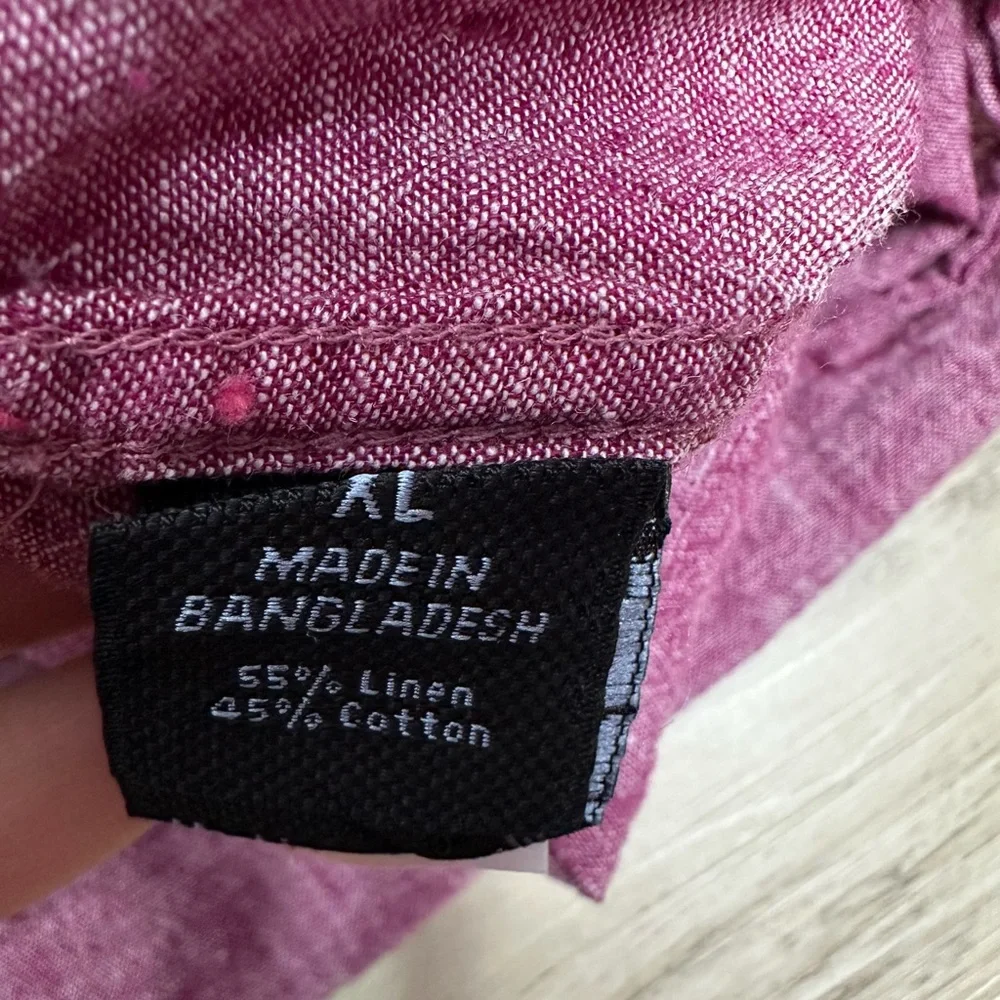 XL
MADE IN
BANGLADESH
55% Linen
45% Cotton